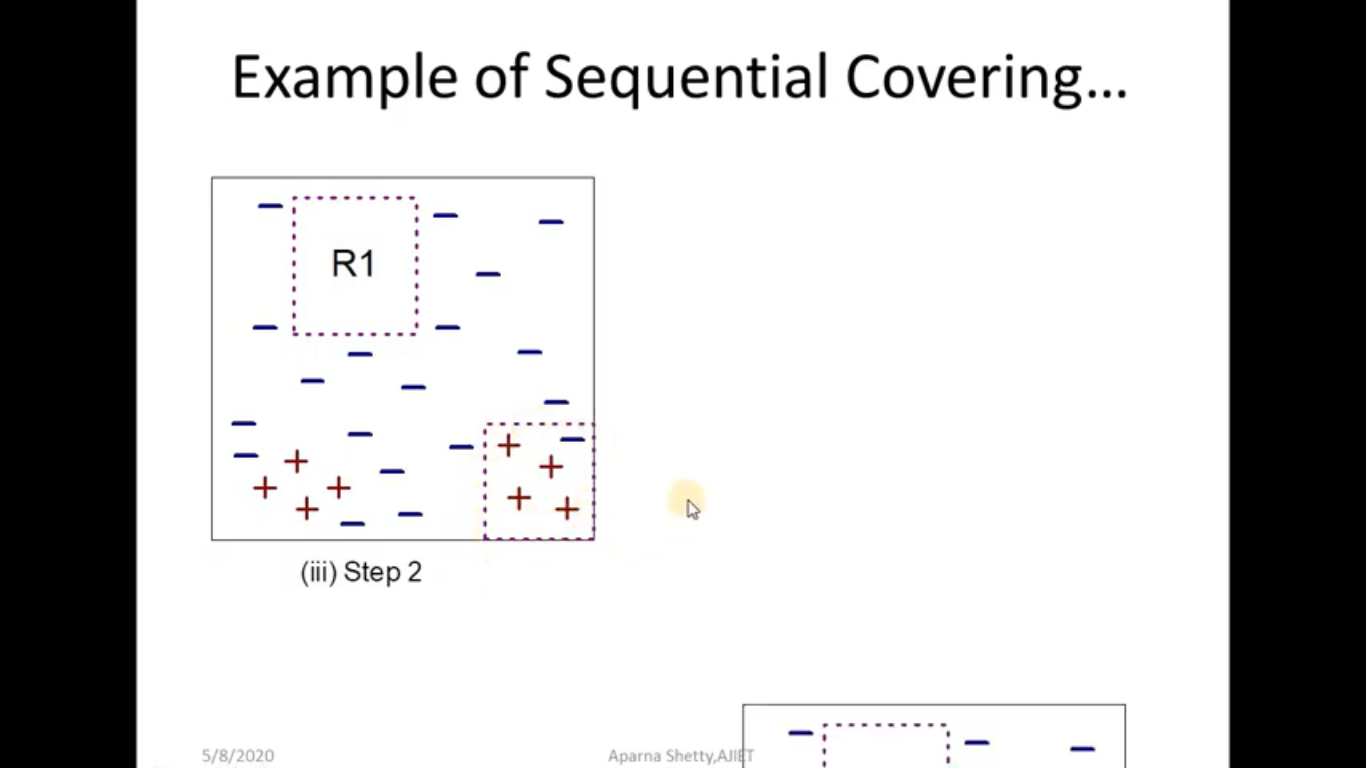 Example of Sequential Covering...
R1
(iii) Step 2
5/8/2020
Aparna Shetty,AJIET